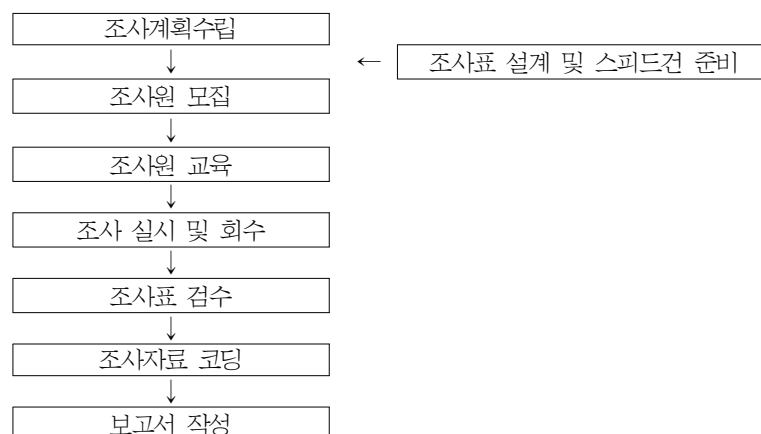 조사계획수립
↓
← 조사표 설계 및 스피드건 준비
조사원 모집
↓
조사원 교육
↓
조사 실시 및 회수
↓
조사표 검수
↓
조사자료 코딩
↓
보고서 작성